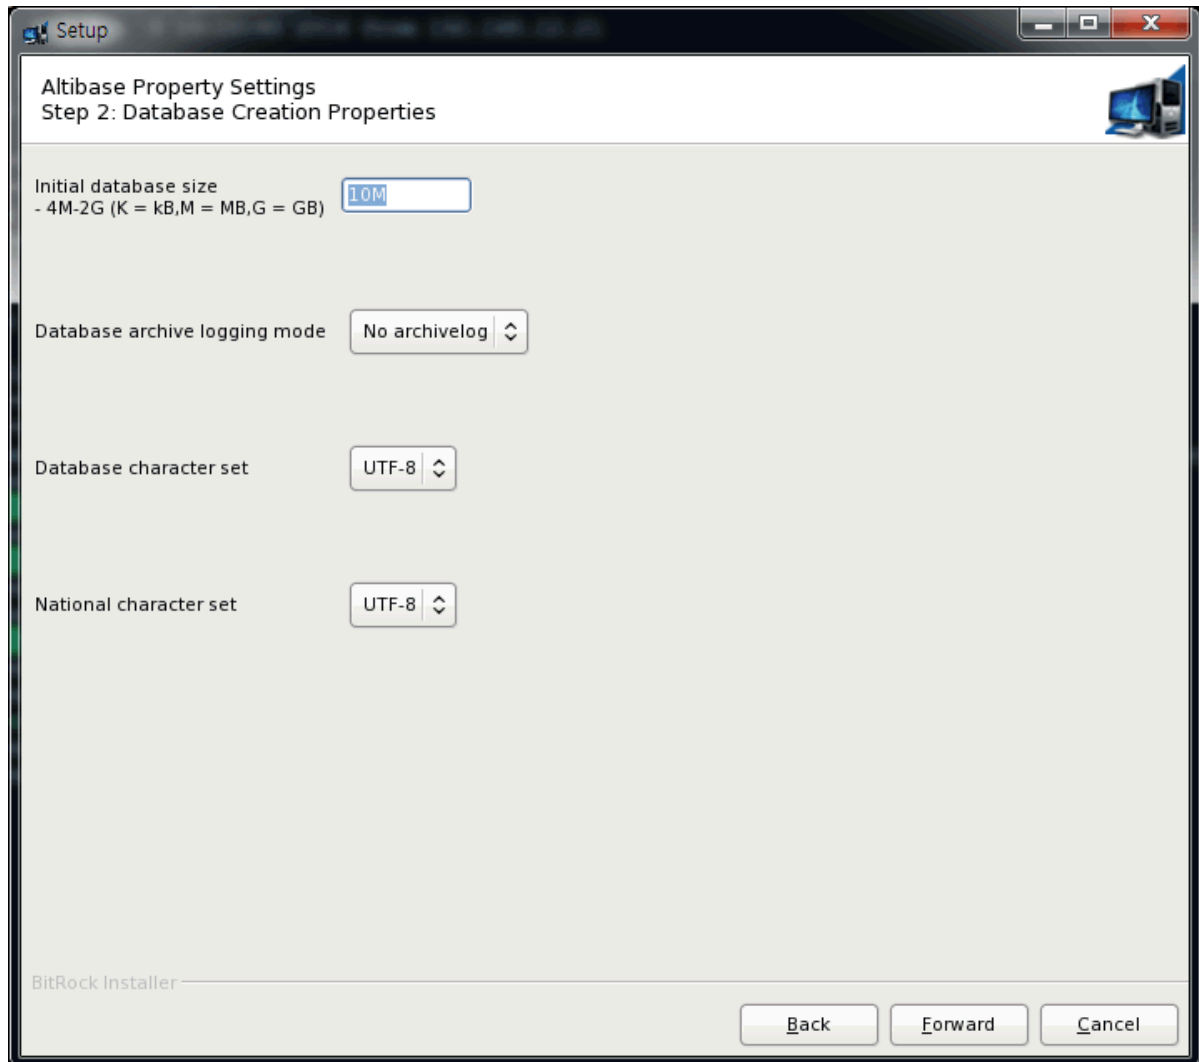 Setup
X
Altibase Property Settings
Step 2: Database Creation Properties
Initial database size
- 4M-2G (K = kB,M = MB,G = GB)
10M
Database archive logging mode
No archivelog
Database character set
UTF-8
National character set
UTF-8
BitRock Installer
Back
Forward
Cancel